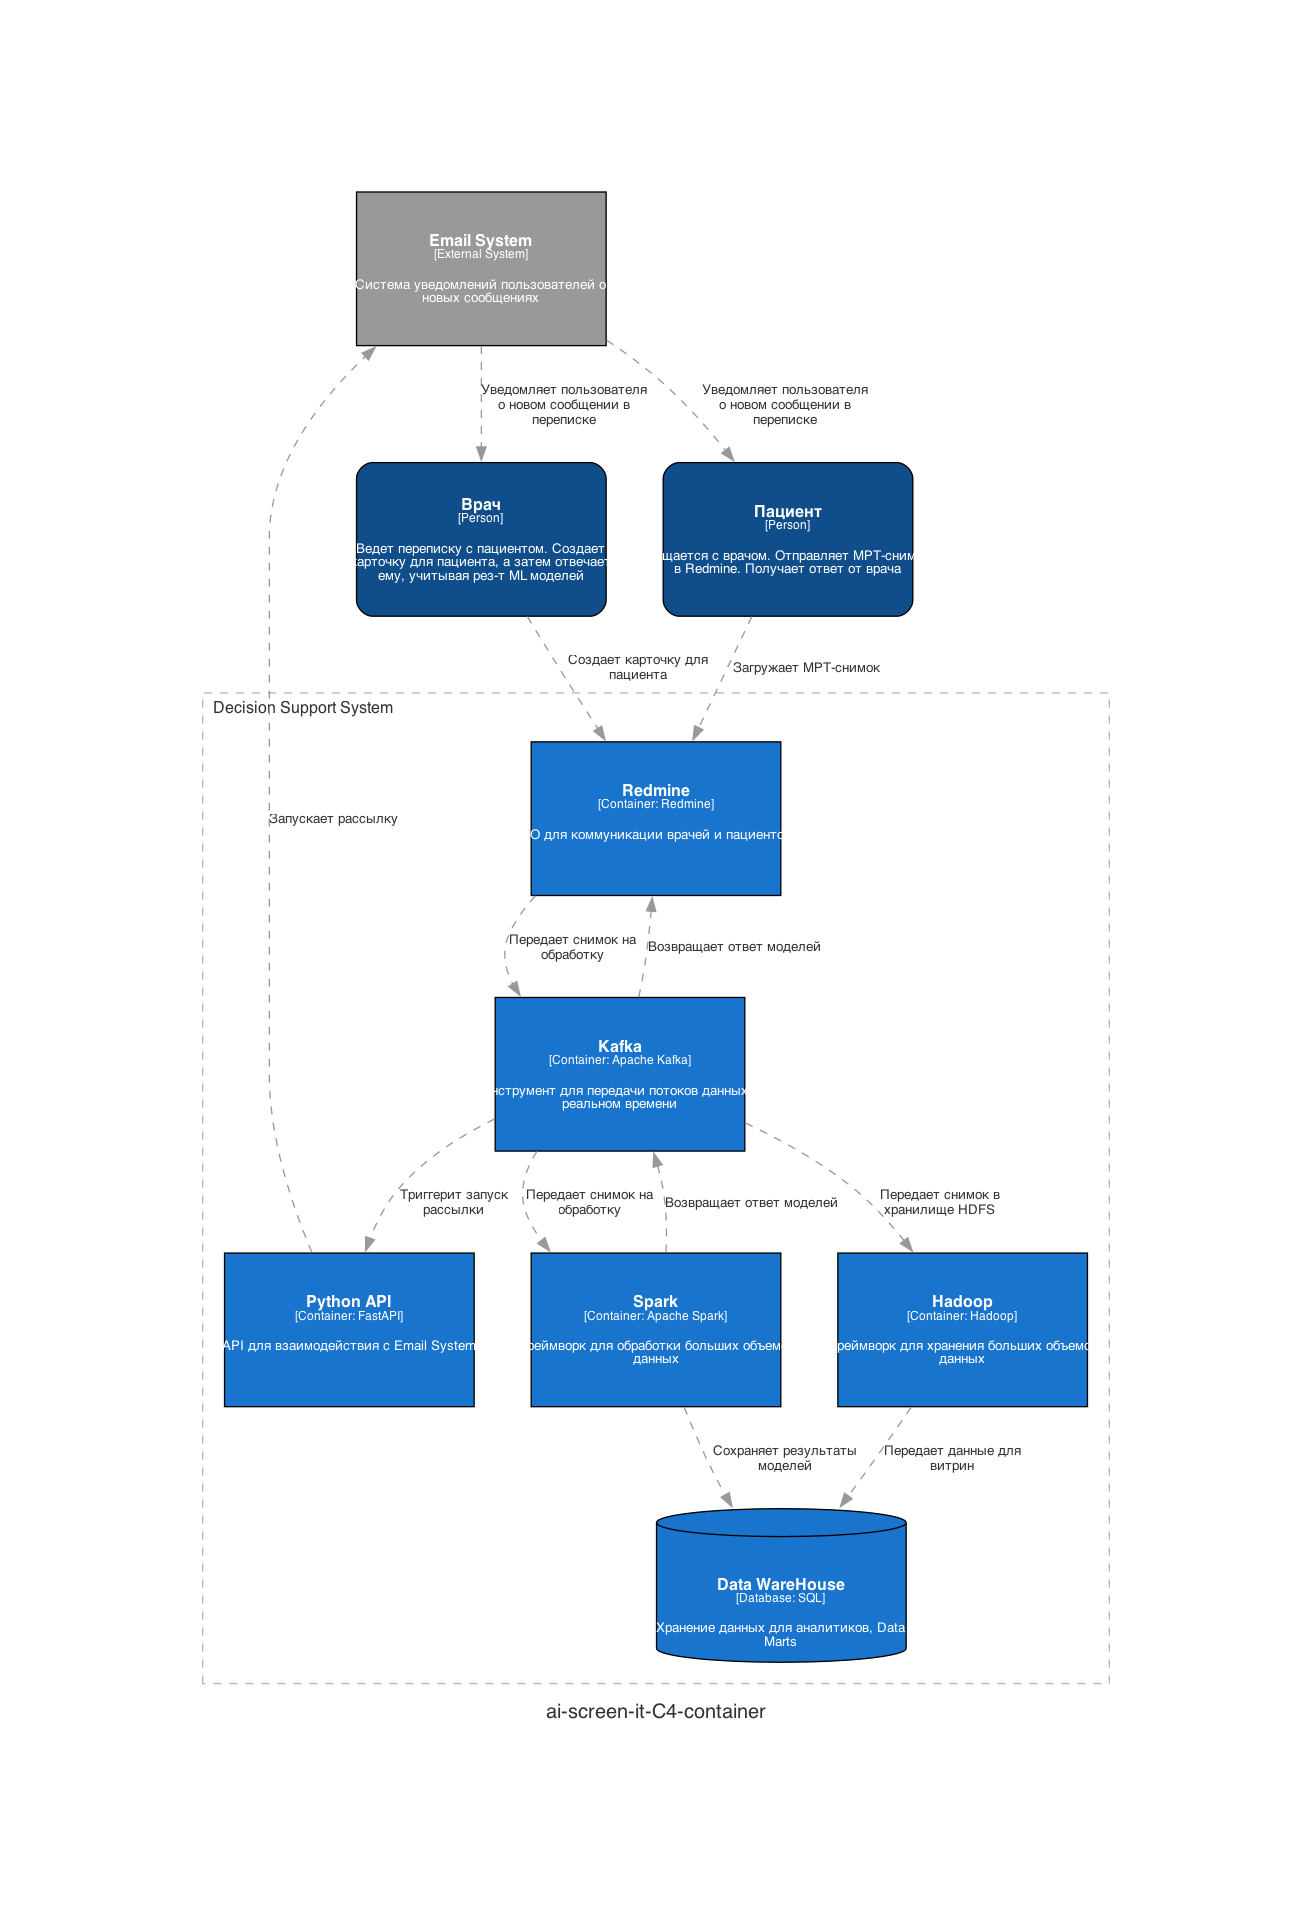 Email System
[External System]
Система уведомлений пользователей о
новых сообщениях
Уведомляет пользователя
о новом сообщении в
переписке
Уведомляет пользователя
о новом сообщении в
переписке
Врач
[Person]
Ведет переписку с пациентом. Создает
карточку для пациента, а затем отвечает
ему, учитывая рез-т ML моделей
Пациент
[Person]
щается с врачом. Отправляет МРТ-сним
в Redmine. Получает ответ от врача
Создает карточку для
пациента
Загружает МРТ-снимок
Decision Support System
Redmine
[Container: Redmine]
О для коммуникации врачей и пациенто
Запускает рассылку
Передает снимок на
обработку
Возвращает ответ моделей
Kafka
[Container: Apache Kafka]
нструмент для передачи потоков данных
реальном времени
Триггерит запуск
рассылки
Передает снимок на
обработку
Возвращает ответ моделей
Передает снимок в
хранилище HDFS
Python API
[Container: FastAPI]
API для взаимодействия с Email System
Spark
[Container: Apache Spark]
реймворк для обработки больших объем
данных
Hadoop
[Container: Hadoop]
реймворк для хранения больших объемо
данных
Сохраняет результаты
моделей
Передает данные для
витрин
Data WareHouse
[Database: SQL]
Хранение данных для аналитиков, Data
Marts
ai-screen-it-C4-container